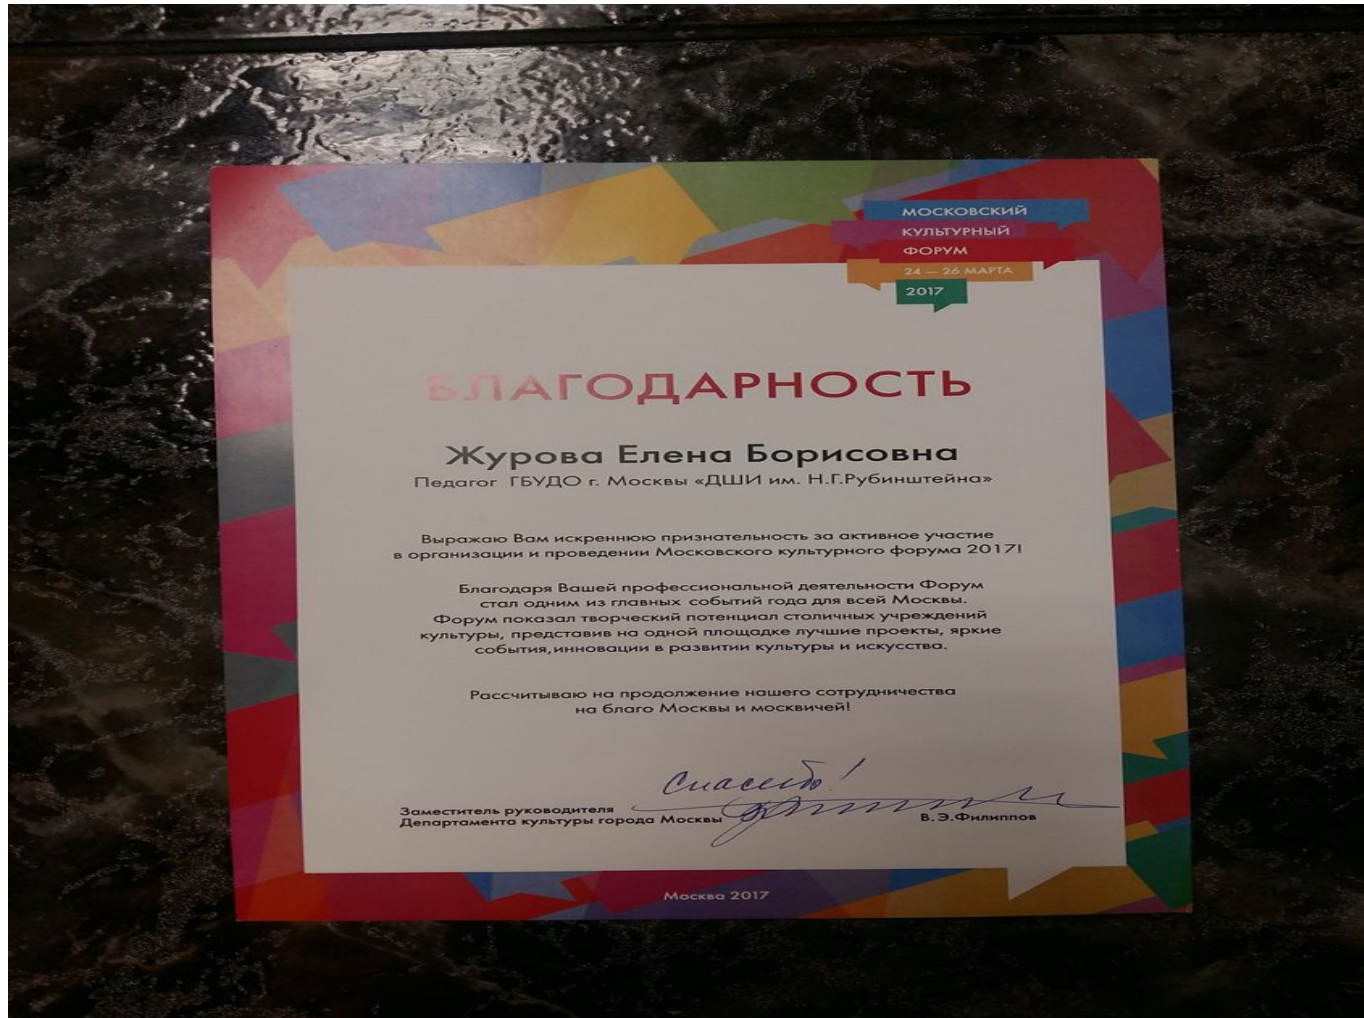 МОСКОВСКИЙ
КУЛЬТУРНЫЙ
ФОРУМ
24 — 26 МАРТА
2017
БЛАГОДАРНОСТЬ
Журова Елена Борисовна
Педагог ГБУДО г. Москвы «ДШИ им. Н.Г.Рубинштейна»
Выражаю Вам искреннюю признательность за активное участие
в организации и проведении Московского культурного форума 2017!
Благодаря Вашей профессиональной деятельности Форум
стал одним из главных событий года для всей Москвы.
Форум показал творческий потенциал столичных учреждений
культуры, представив на одной площадке лучшие проекты, яркие
события,инновации в развитии культуры и искусства.
Рассчитываю на продолжение нашего сотрудничества
на благо Москвы и москвичей!
Спасибо!
Заместитель руководителя
Департамента культуры города Москвы В.Э.Филиппов
Москва 2017